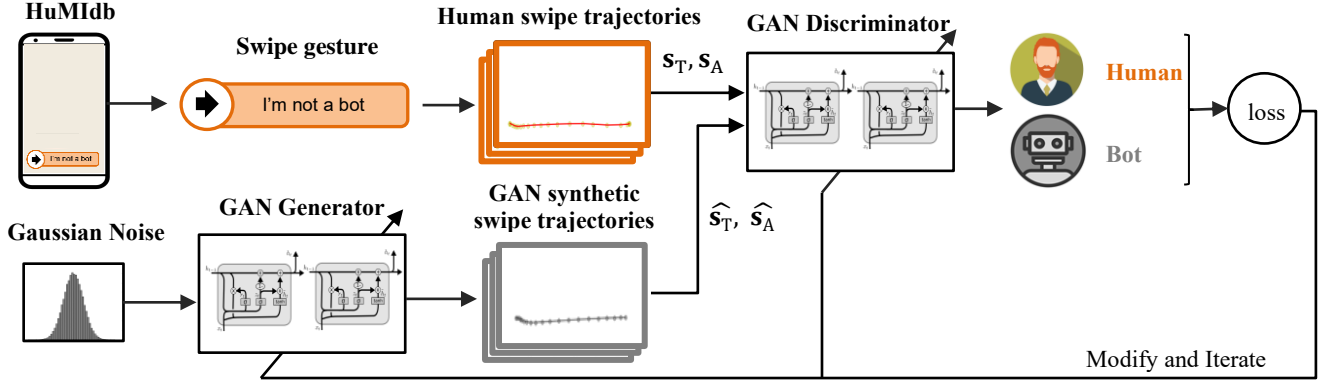 HuMIdb
Swipe gesture
I'm not a bot
I'm not a bot
Human swipe trajectories
s_T, s_A
GAN Discriminator
Human
Bot
loss
Gaussian Noise
GAN Generator
GAN synthetic
swipe trajectories
ŝ_T, ŝ_A
Modify and Iterate